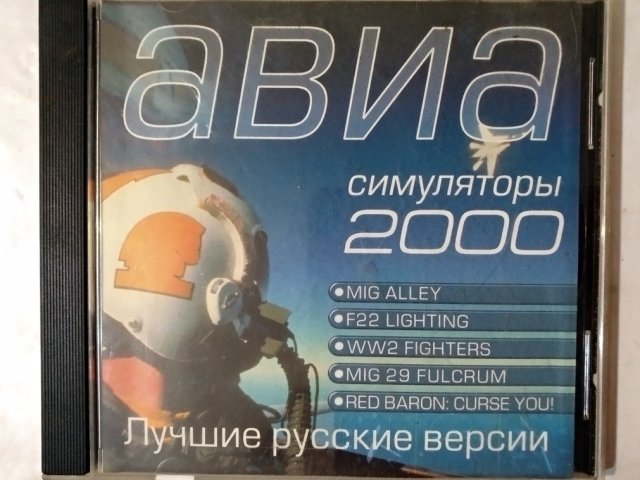 авиа
симуляторы
2000
MIG ALLEY
F22 LIGHTING
WW2 FIGHTERS
MIG 29 FULCRUM
RED BARON: CURSE YOU!
Лучшие русские версии